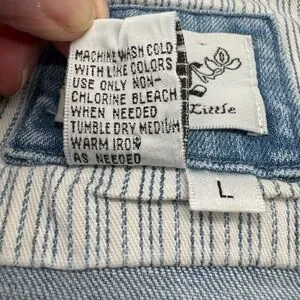 MACHINE WASH COLD
WITH LIKE COLORS
USE ONLY NON-
CHLORINE BLEACH
WHEN NEEDED
TUMBLE DRY MEDIUM
WARM IRON
AS NEEDED
Little
L